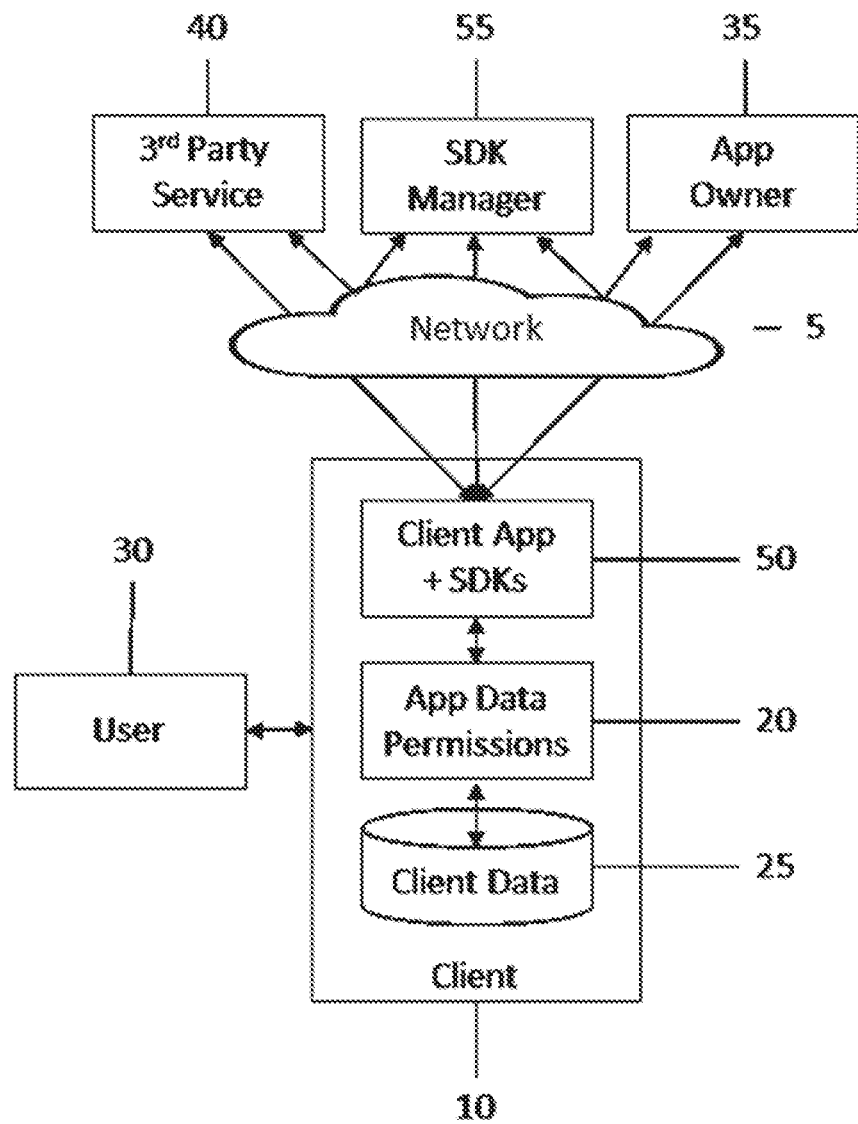 40
55
35
3rd Party
Service
SDK
Manager
App
Owner
Network
5
Client App
+ SDKs
50
30
User
App Data
Permissions
20
Client Data
25
Client
10